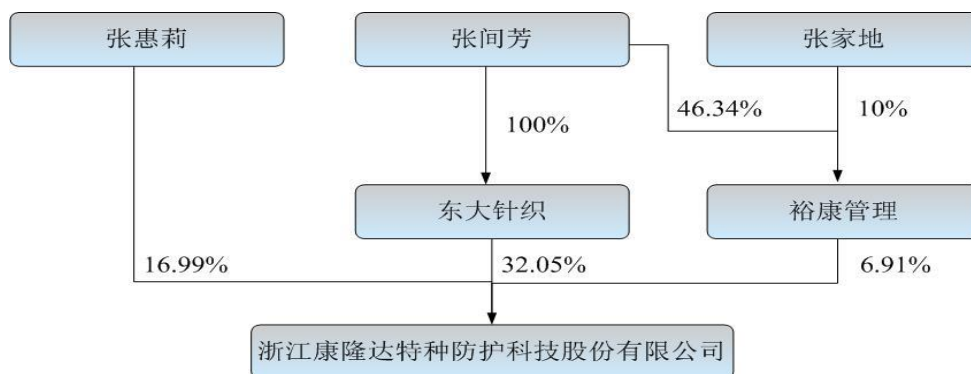 张惠莉
张间芳
张家地
46.34%
10%
100%
东大针织
裕康管理
16.99%
32.05%
6.91%
浙江康隆达特种防护科技股份有限公司